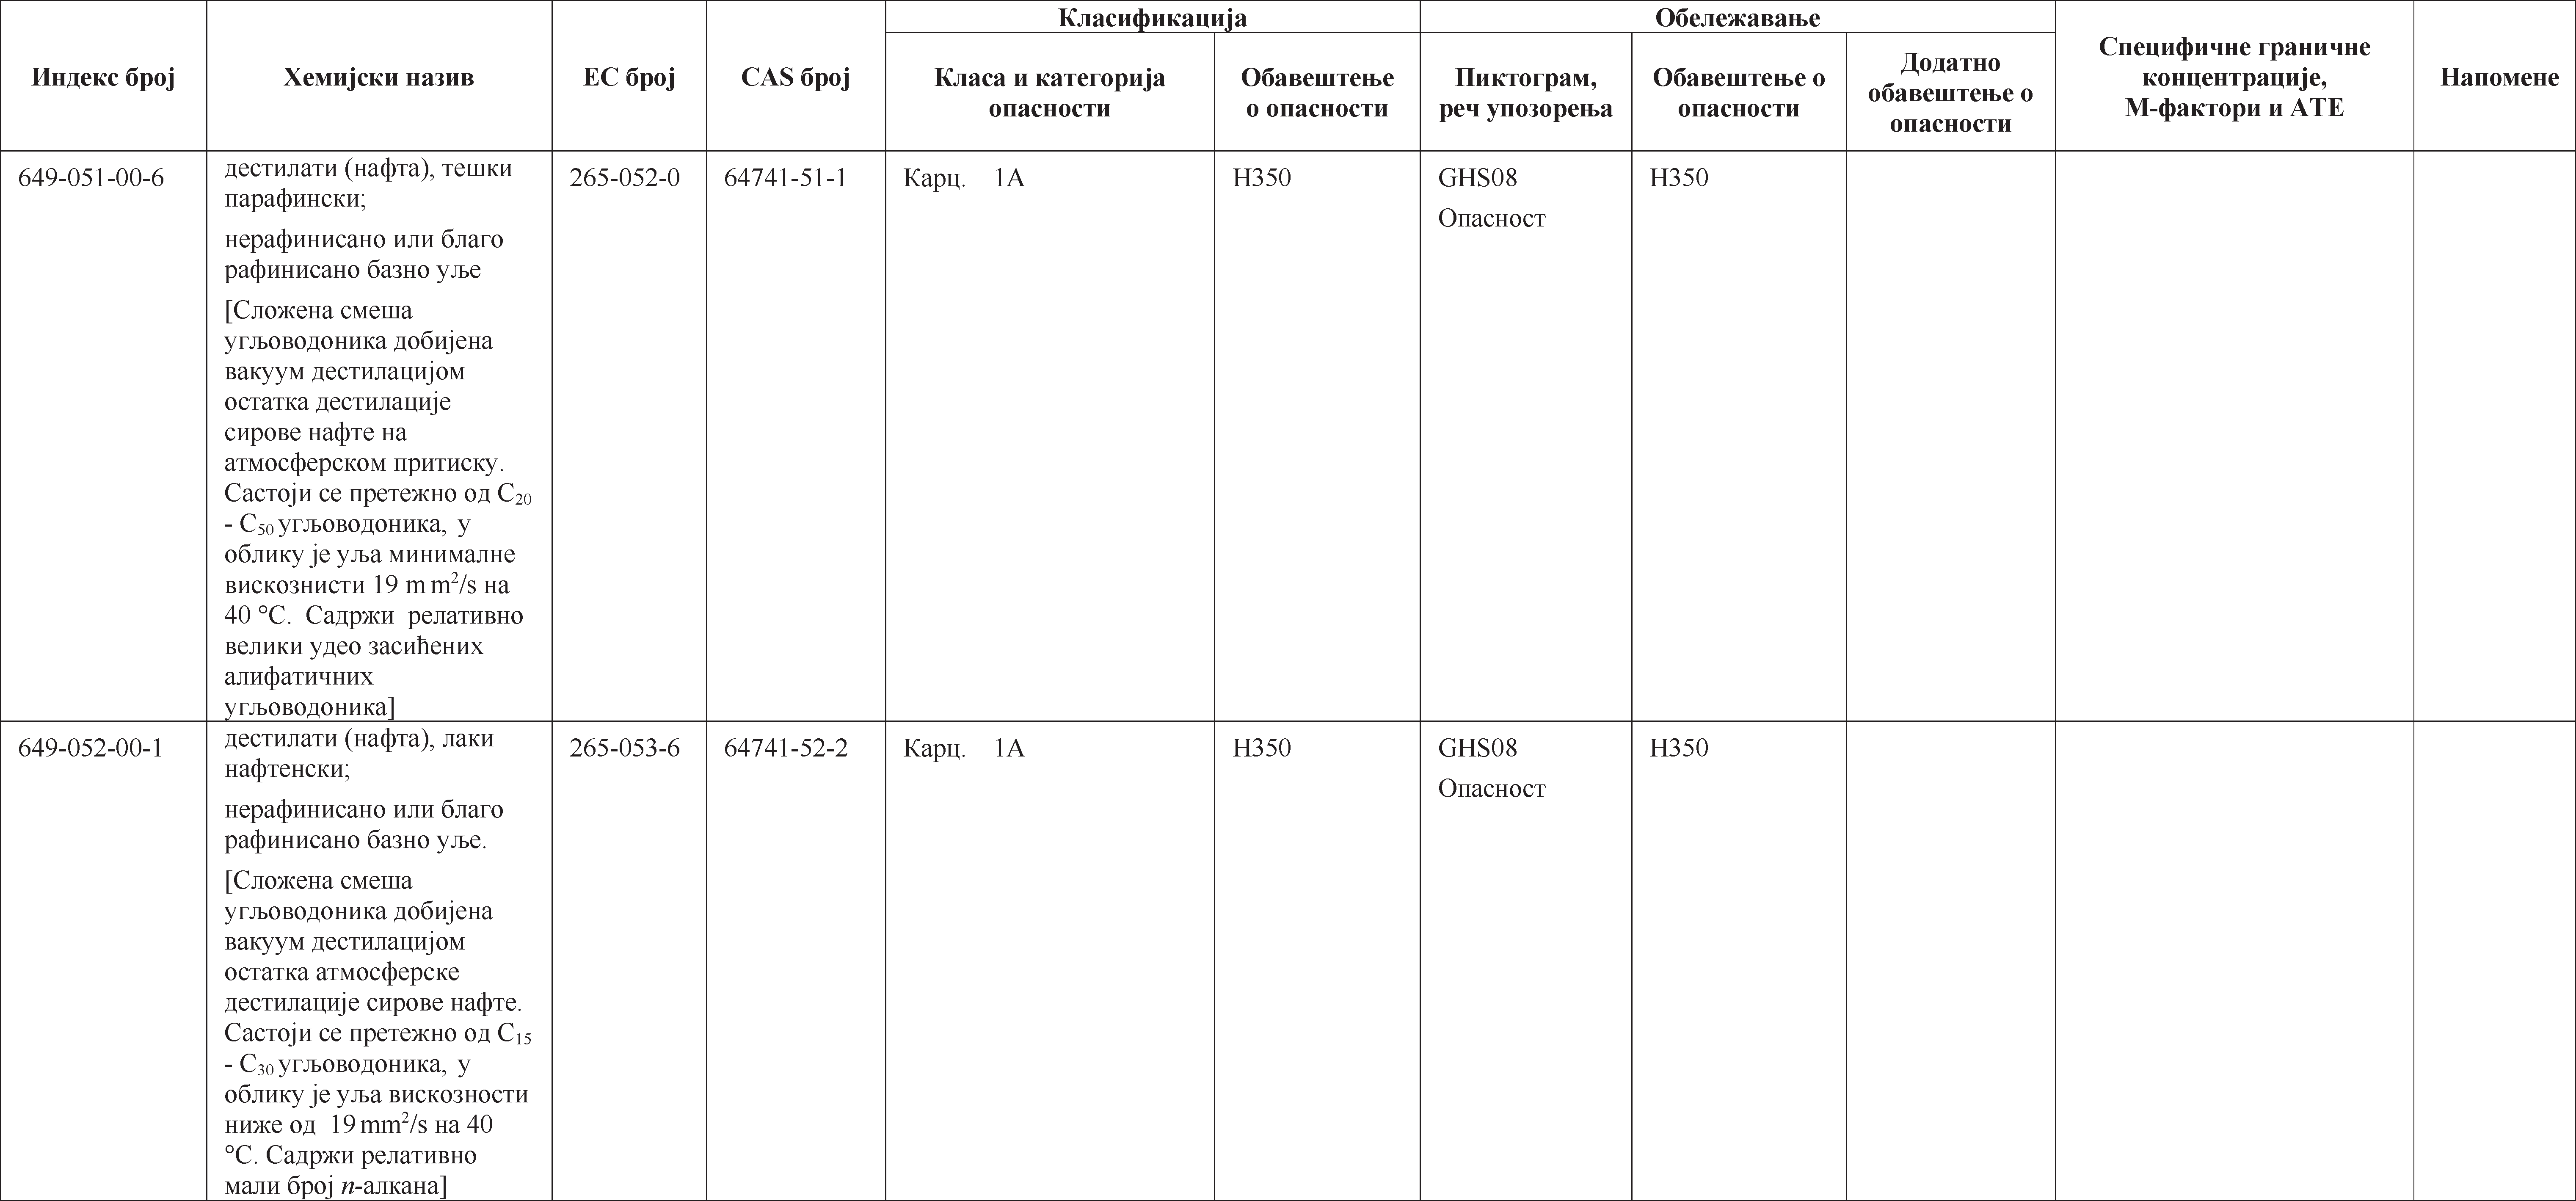 Индекс број
Хемијски назив
ЕС број
CAS број
Класификација
Класа и категорија
опасности
Обавештење
о опасности
Обележавање
Пиктограм,
реч упозорења
Обавештење о
опасности
Додатно
обавештење о
опасности
Специфичне граничне
концентрације,
М-фактори и АТЕ
Напомене
649-051-00-6
дестилати (нафта), тешки
парафински;
нерафинисано или благо
рафинисано базно уље
[Сложена смеша
угљоводоника добијена
вакуум дестилацијом
остатка дестилације
сирове нафте на
атмосферском притиску.
Састоји се претежно од C₂₀
- C₅₀ угљоводоника, у
облику је уља минималне
вискознисти 19 m m²/s на
40 °C. Садржи релативно
велики удео засићених
алифатичних
угљоводоника]
265-052-0
64741-51-1
Карц. 1А
H350
GHS08
Опасност
H350
649-052-00-1
дестилати (нафта), лаки
нафтенски;
нерафинисано или благо
рафинисано базно уље.
[Сложена смеша
угљоводоника добијена
вакуум дестилацијом
остатка атмосферске
дестилације сирове нафте.
Састоји се претежно од C₁₅
- C₃₀ угљоводоника, у
облику је уља вискозности
ниже од 19 mm²/s на 40
°C. Садржи релативно
мали број n-алкана]
265-053-6
64741-52-2
Карц. 1А
H350
GHS08
Опасност
H350